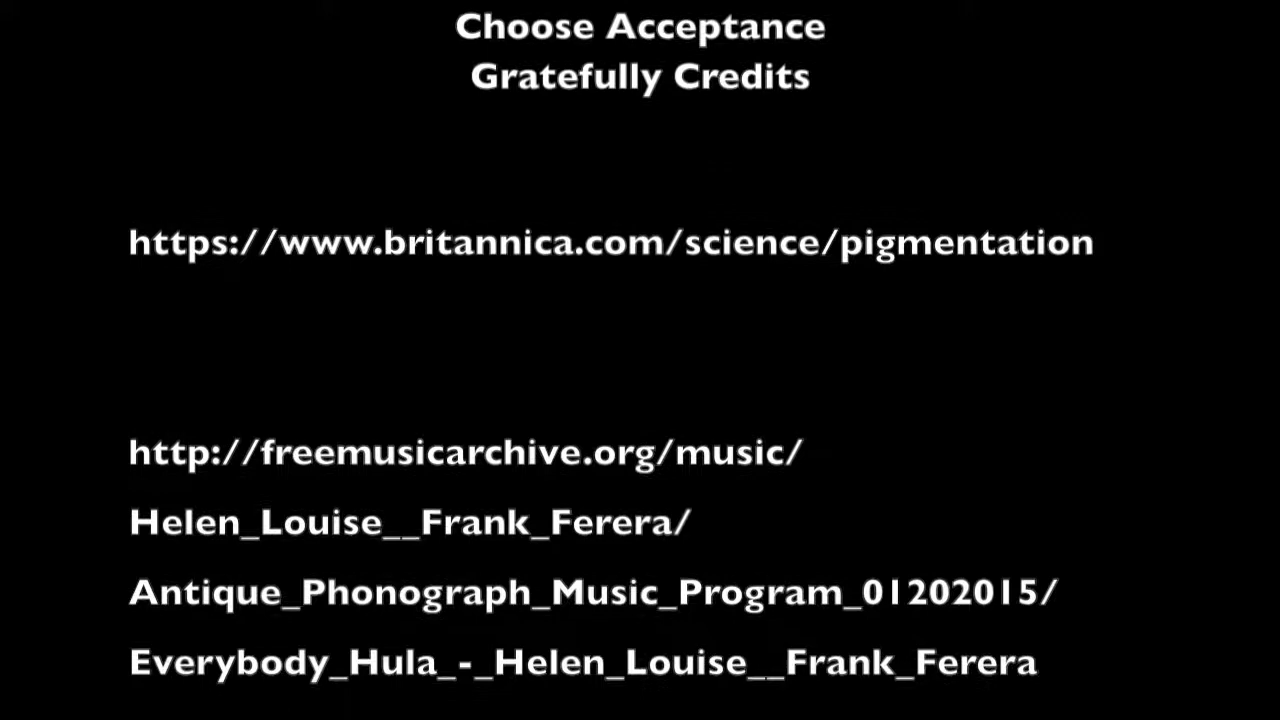 Choose Acceptance
Gratefully Credits
https://www.britannica.com/science/pigmentation
http://freemusicarchive.org/music/
Helen_Louise__Frank_Ferera/
Antique_Phonograph_Music_Program_01202015/
Everybody_Hula_-_Helen_Louise__Frank_Ferera